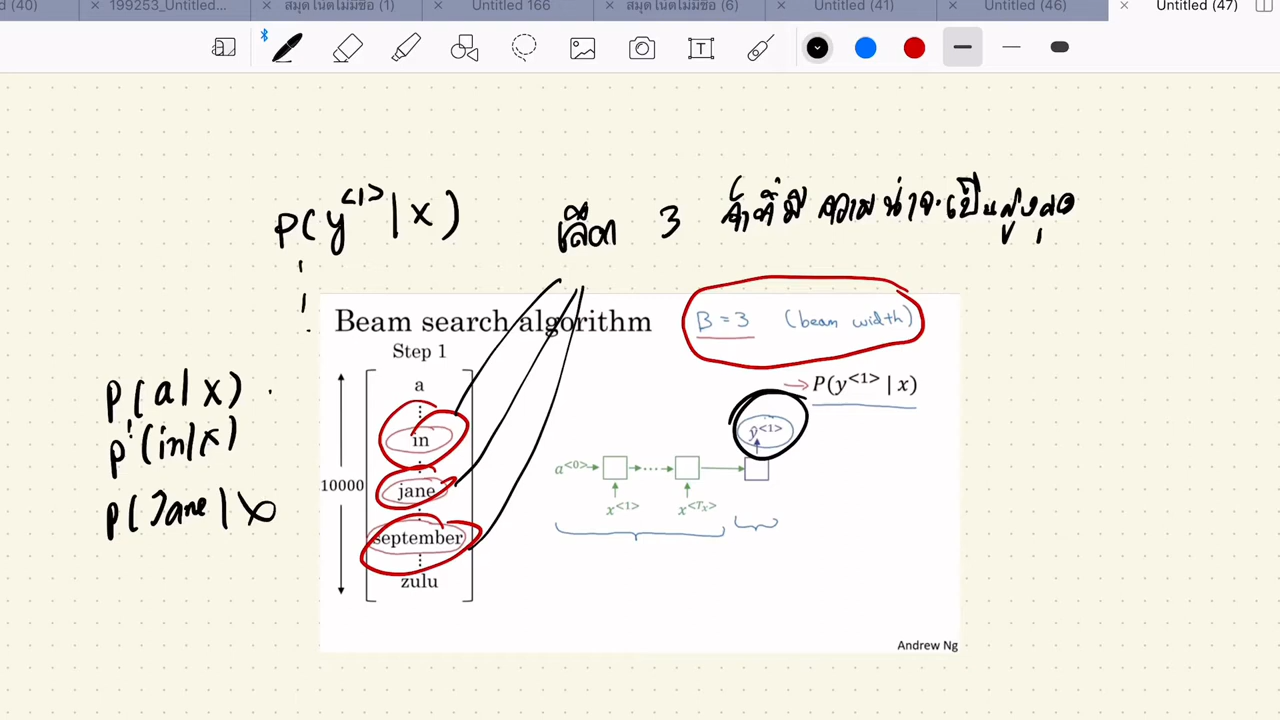 (40)
199253_Untitled...
สมุดโน้ตไม่มีชื่อ (1)
Untitled 166
สมุดโน้ตไม่มีชื่อ (6)
Untitled (41)
Untitled (46)
Untitled (47)
P(y<1> | x) เลือก 3 คำที่มี ความน่าจะเป็นสูงสุด
Beam search algorithm
B = 3 (beam width)
Step 1
P(y<1> | x)
a
in
jane
september
zulu
10000
ŷ<1>
a<0>
x<1>
x<Tx>
P(a | x)
P(in | x)
P(Jane | x)
Andrew Ng